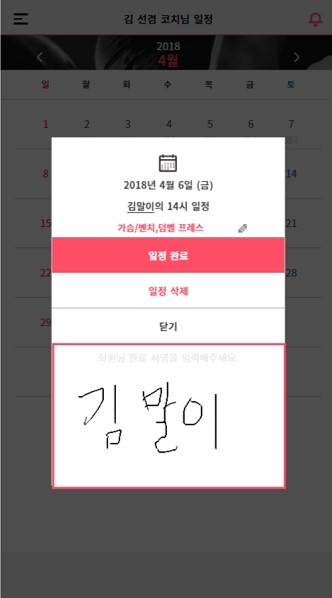 김 선겸 코치님 일정
2018
4월
일 월 화 수 목 금 토
1 2 3 4 5 6 7
8
14
15
21
22
28
29
2018년 4월 6일 (금)
김말이의 14시 일정
가슴/벤치,덤벨 프레스
일정 완료
일정 삭제
닫기
회원님 완료 서명을 입력해주세요.
김말이